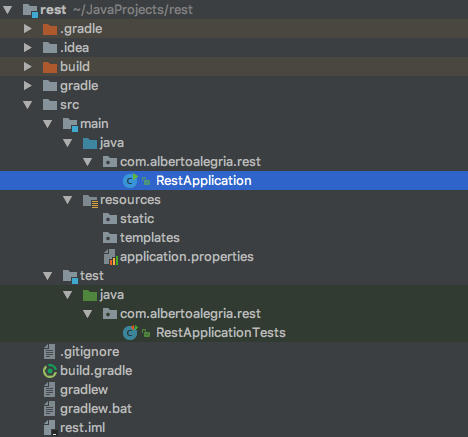 rest ~/JavaProjects/rest
.gradle
.idea
build
gradle
src
main
java
com.albertoalegria.rest
RestApplication
resources
static
templates
application.properties
test
java
com.albertoalegria.rest
RestApplicationTests
.gitignore
build.gradle
gradlew
gradlew.bat
rest.iml